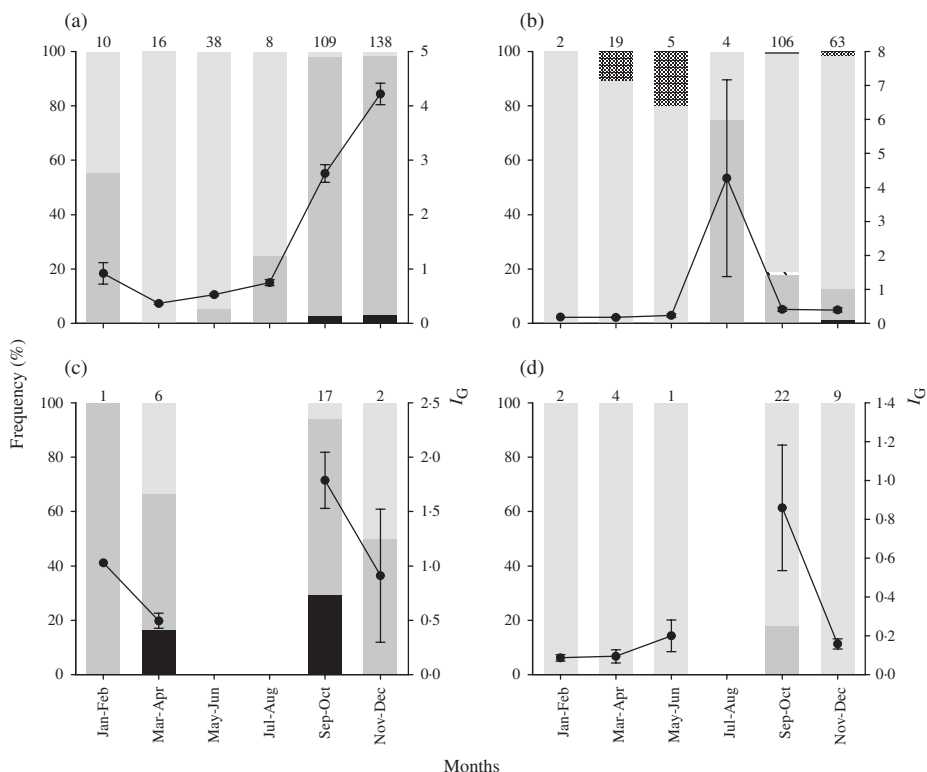 (a)
(b)
10 16 38 8 109 138
2 19 5 4 106 63
100 5 100 8
80 4 80 7
60 3 60 6
40 2 40 5
20 1 20 4
0 0 0 3
2
1
0
Frequency (%)
(c)
(d)
1 6 17 2
2 4 1 22 9
I_G
I_G
100 2·5 100 1·4
80 2·0 80 1·2
60 1·5 60 1·0
40 1·0 40 0·8
20 0·5 20 0·6
0 0·0 0 0·4
0·2
0·0
Jan-Feb Mar-Apr May-Jun Jul-Aug Sep-Oct Nov-Dec
Jan-Feb Mar-Apr May-Jun Jul-Aug Sep-Oct Nov-Dec
Months